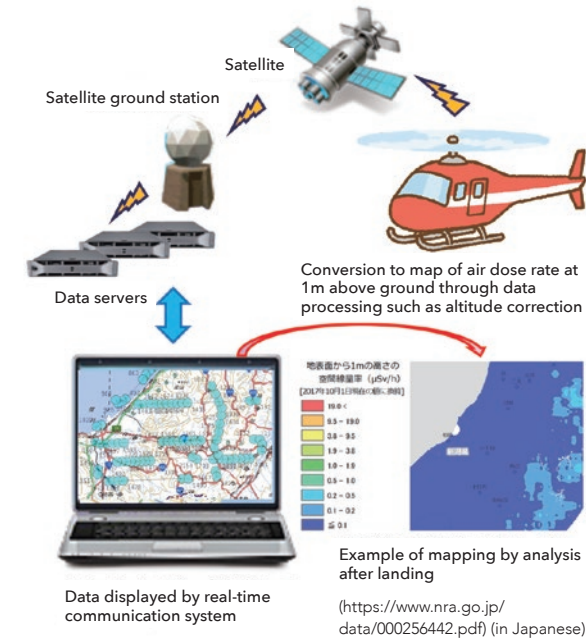 Satellite
Satellite ground station
Data servers
Conversion to map of air dose rate at
1m above ground through data
processing such as altitude correction
地表面から1mの高さの
空間線量率 (μSv/h)
19.0 <
9.5 – 19.0
3.8 – 9.5
1.9 – 3.8
1.0 – 1.9
0.5 – 1.0
0.2 – 0.5
0.1 – 0.2
≦ 0.1
Data displayed by real-time
communication system
Example of mapping by analysis
after landing
(https://www.nra.go.jp/
data/000256442.pdf) (in Japanese)